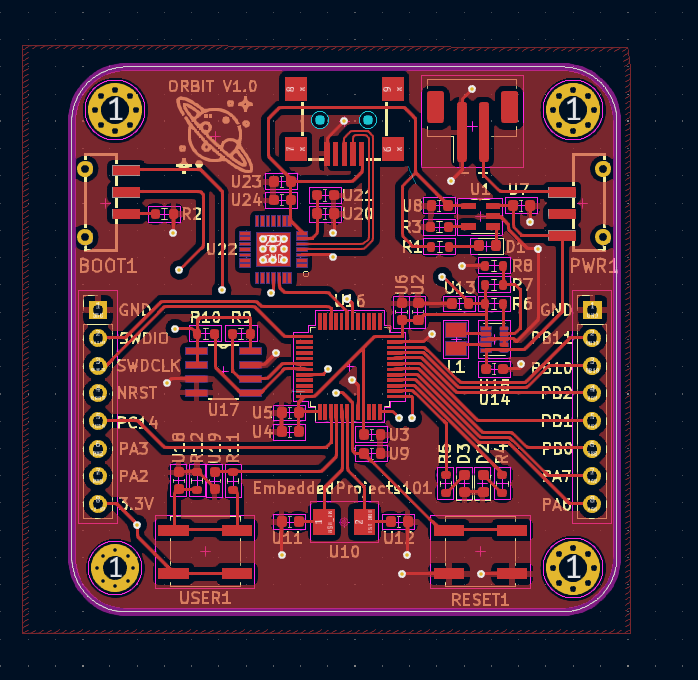 ORBIT V1.0
8
9
7
6
1
1
U23
U24
U21
U20
U1
U7
U8
R3
R1
D1
R2
U22
BOOT1
PWR1
R8
R7
R6
U13
U6
U2
GND
SWDIO
SWDCLK
NRST
PC14
PA3
PA2
3.3V
R10
R9
U17
L1
U14
GND
PB11
PB10
PB2
PB1
PB0
PA7
PA6
U5
U4
U3
U9
U18
R12
U19
R11
R5
D3
D2
R4
EmbeddedProjects101
1
2
U11
U10
U12
1
1
USER1
RESET1